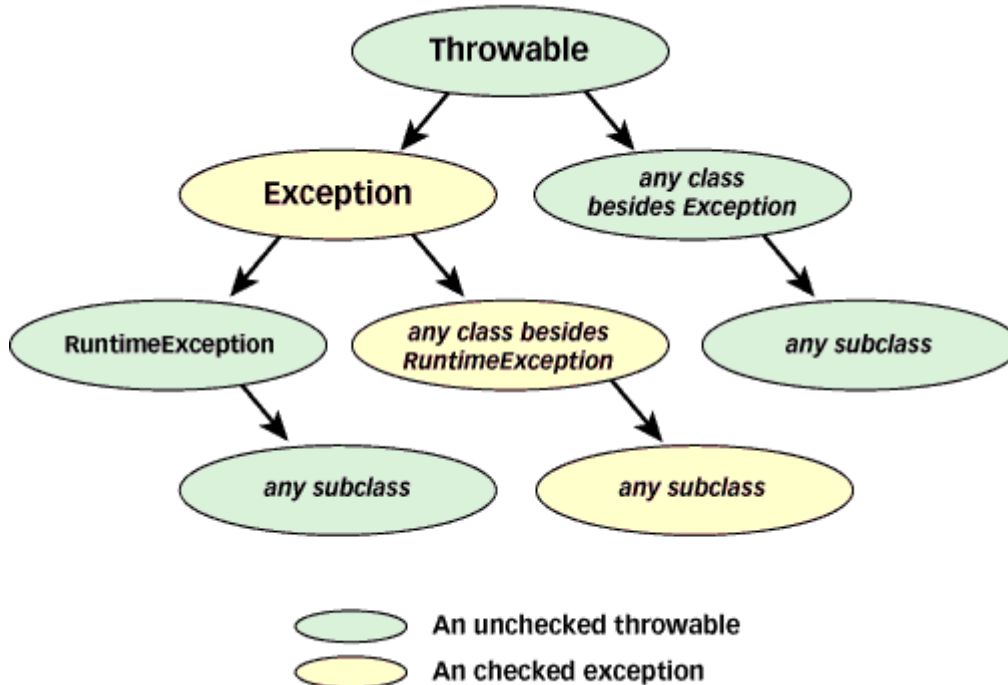 Throwable
Exception
any class
besides Exception
RuntimeException
any class besides
RuntimeException
any subclass
any subclass
any subclass
An unchecked throwable
An checked exception